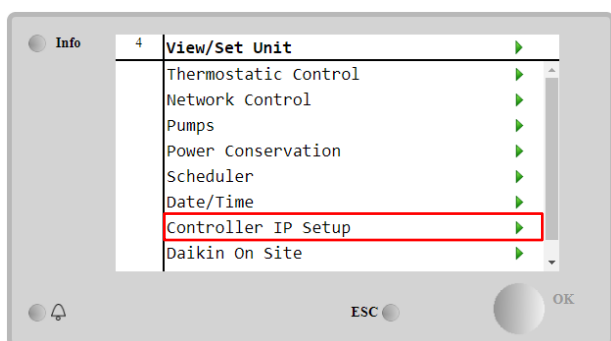 Info
4 View/Set Unit
Thermostatic Control
Network Control
Pumps
Power Conservation
Scheduler
Date/Time
Controller IP Setup
Daikin On Site
ESC
OK